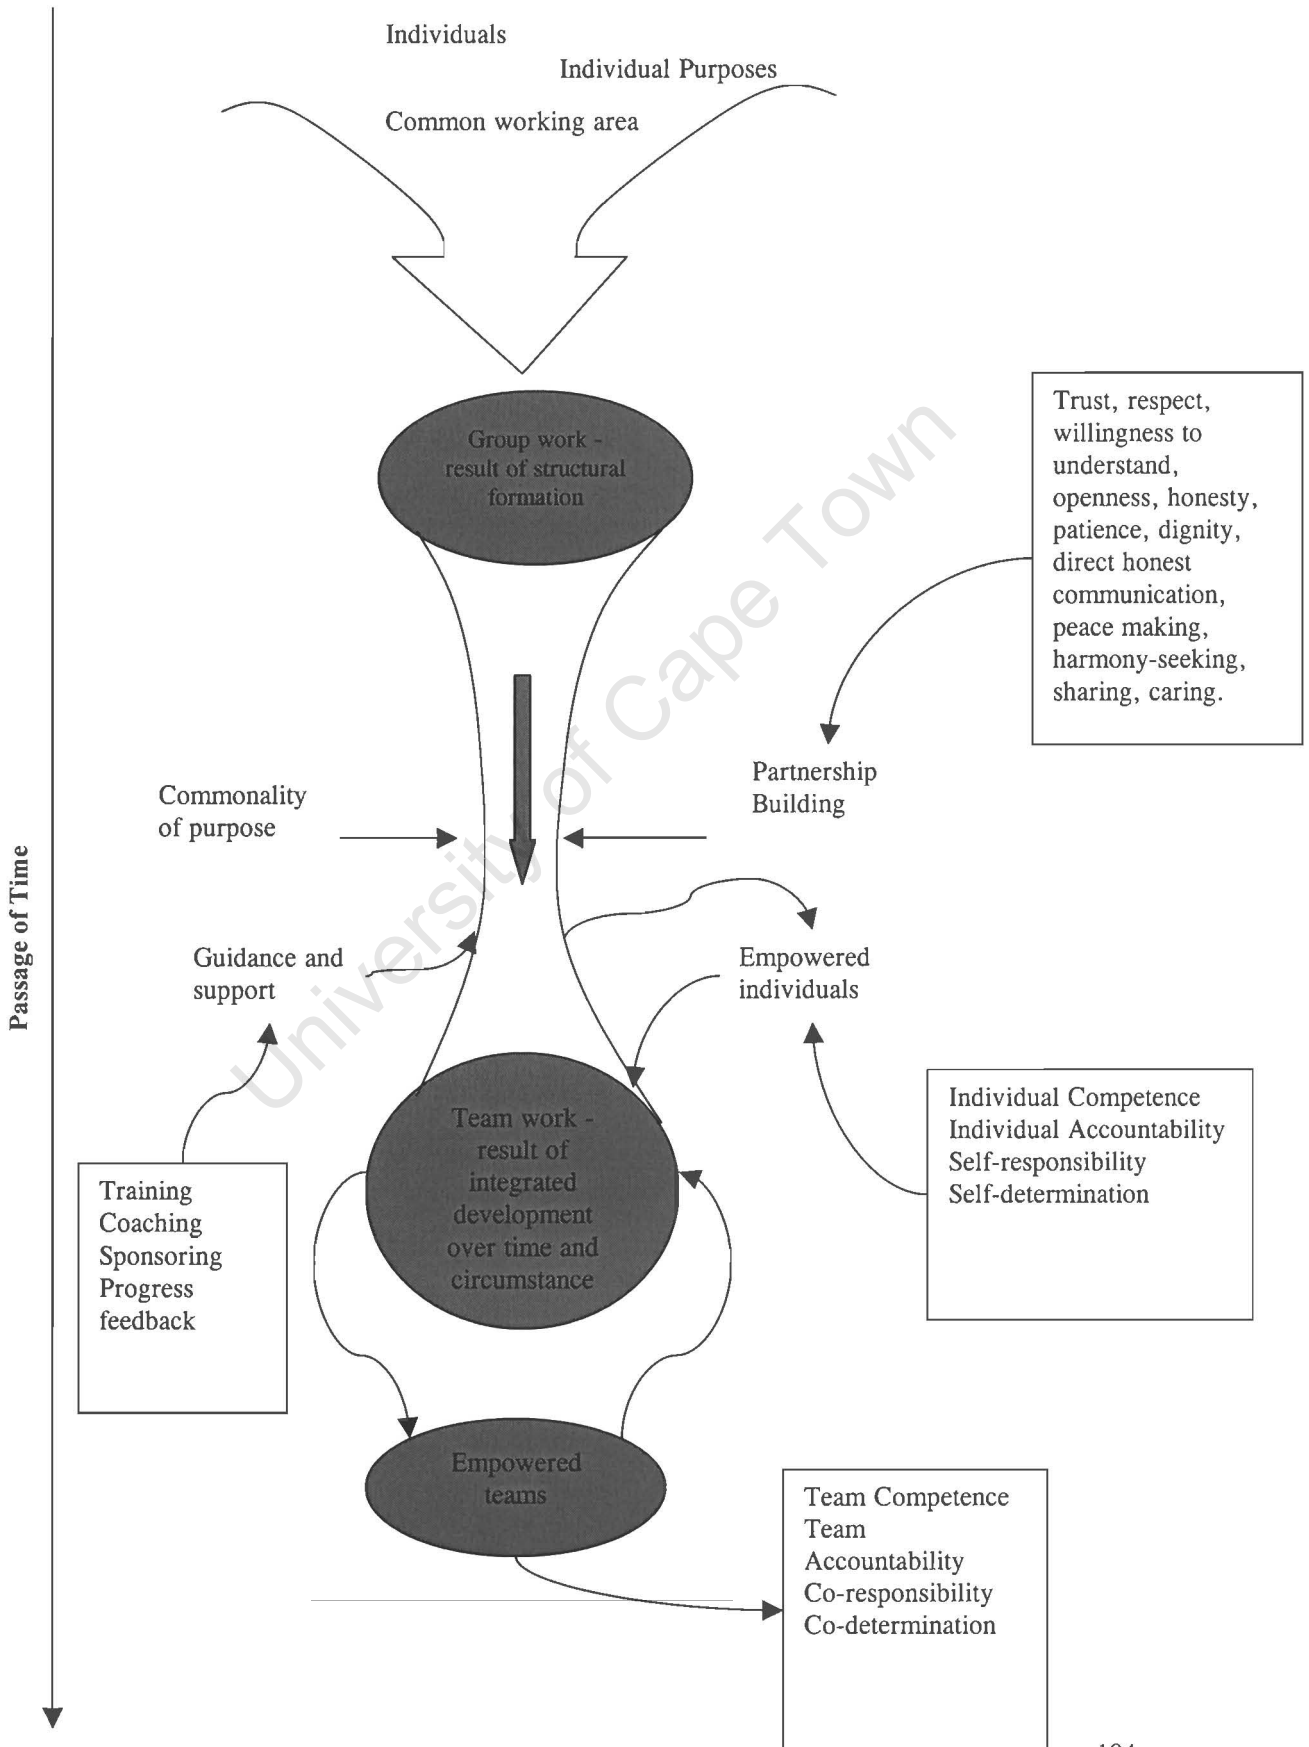 Individuals
Individual Purposes
Common working area
Group work -
result of structural
formation
Trust, respect,
willingness to
understand,
openness, honesty,
patience, dignity,
direct honest
communication,
peace making,
harmony-seeking,
sharing, caring.
Partnership
Building
Commonality
of purpose
Passage of Time
Guidance and
support
Empowered
individuals
Individual Competence
Individual Accountability
Self-responsibility
Self-determination
Team work -
result of
integrated
development
over time and
circumstance
Training
Coaching
Sponsoring
Progress
feedback
Empowered
teams
Team Competence
Team
Accountability
Co-responsibility
Co-determination
University of Cape Town